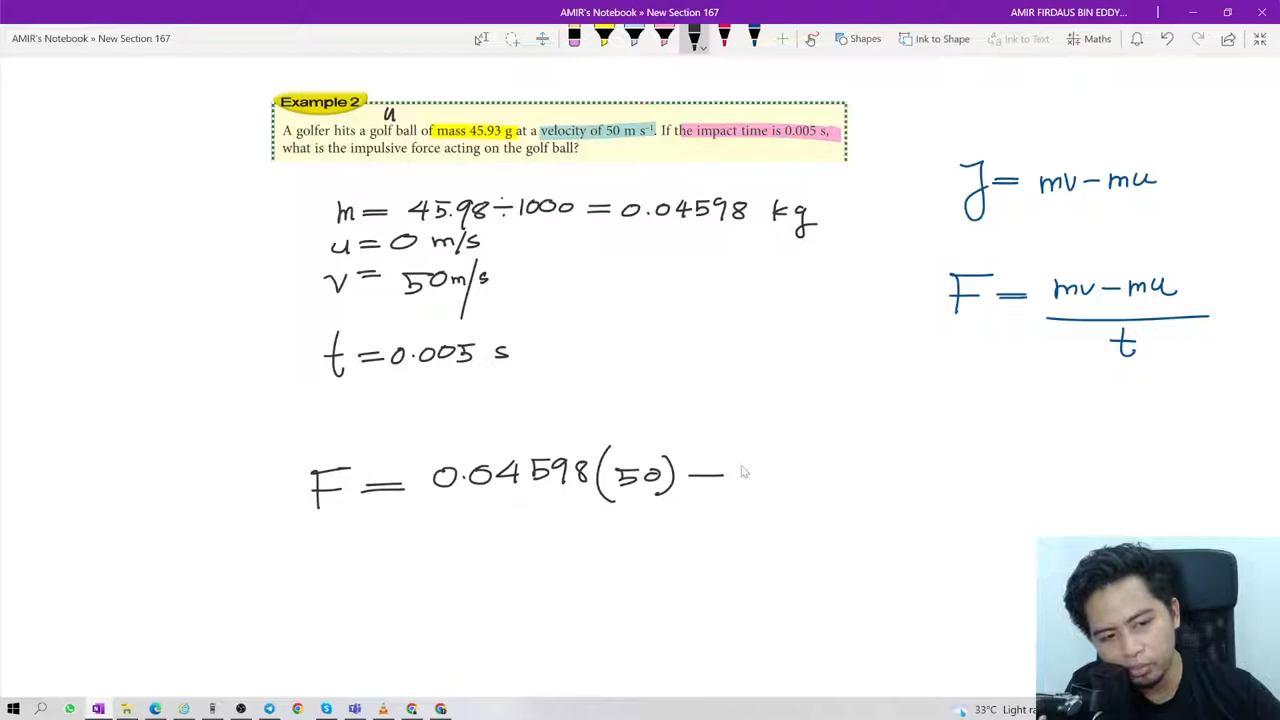 AMIR's Notebook » New Section 167
AMIR FIRDAUS BIN EDDY...
AMIR's Notebook » New Section 167
Shapes
Ink to Shape
Ink to Text
Maths
Example 2
u
A golfer hits a golf ball of mass 45.93 g at a velocity of 50 m s⁻¹. If the impact time is 0.005 s,
what is the impulsive force acting on the golf ball?
m = 45.98 ÷ 1000 = 0.04598 kg
u = 0 m/s
v = 50 m/s
t = 0.005 s
F = 0.04598(50) —
J = mv - mu
F = mv - mu
t
33°C Light ra